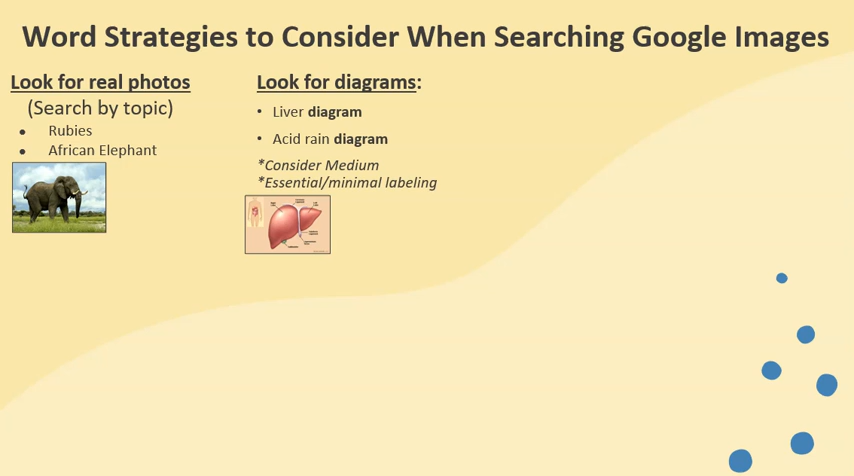 Word Strategies to Consider When Searching Google Images
Look for real photos
(Search by topic)
● Rubies
● African Elephant
Look for diagrams:
• Liver diagram
• Acid rain diagram
*Consider Medium
*Essential/minimal labeling